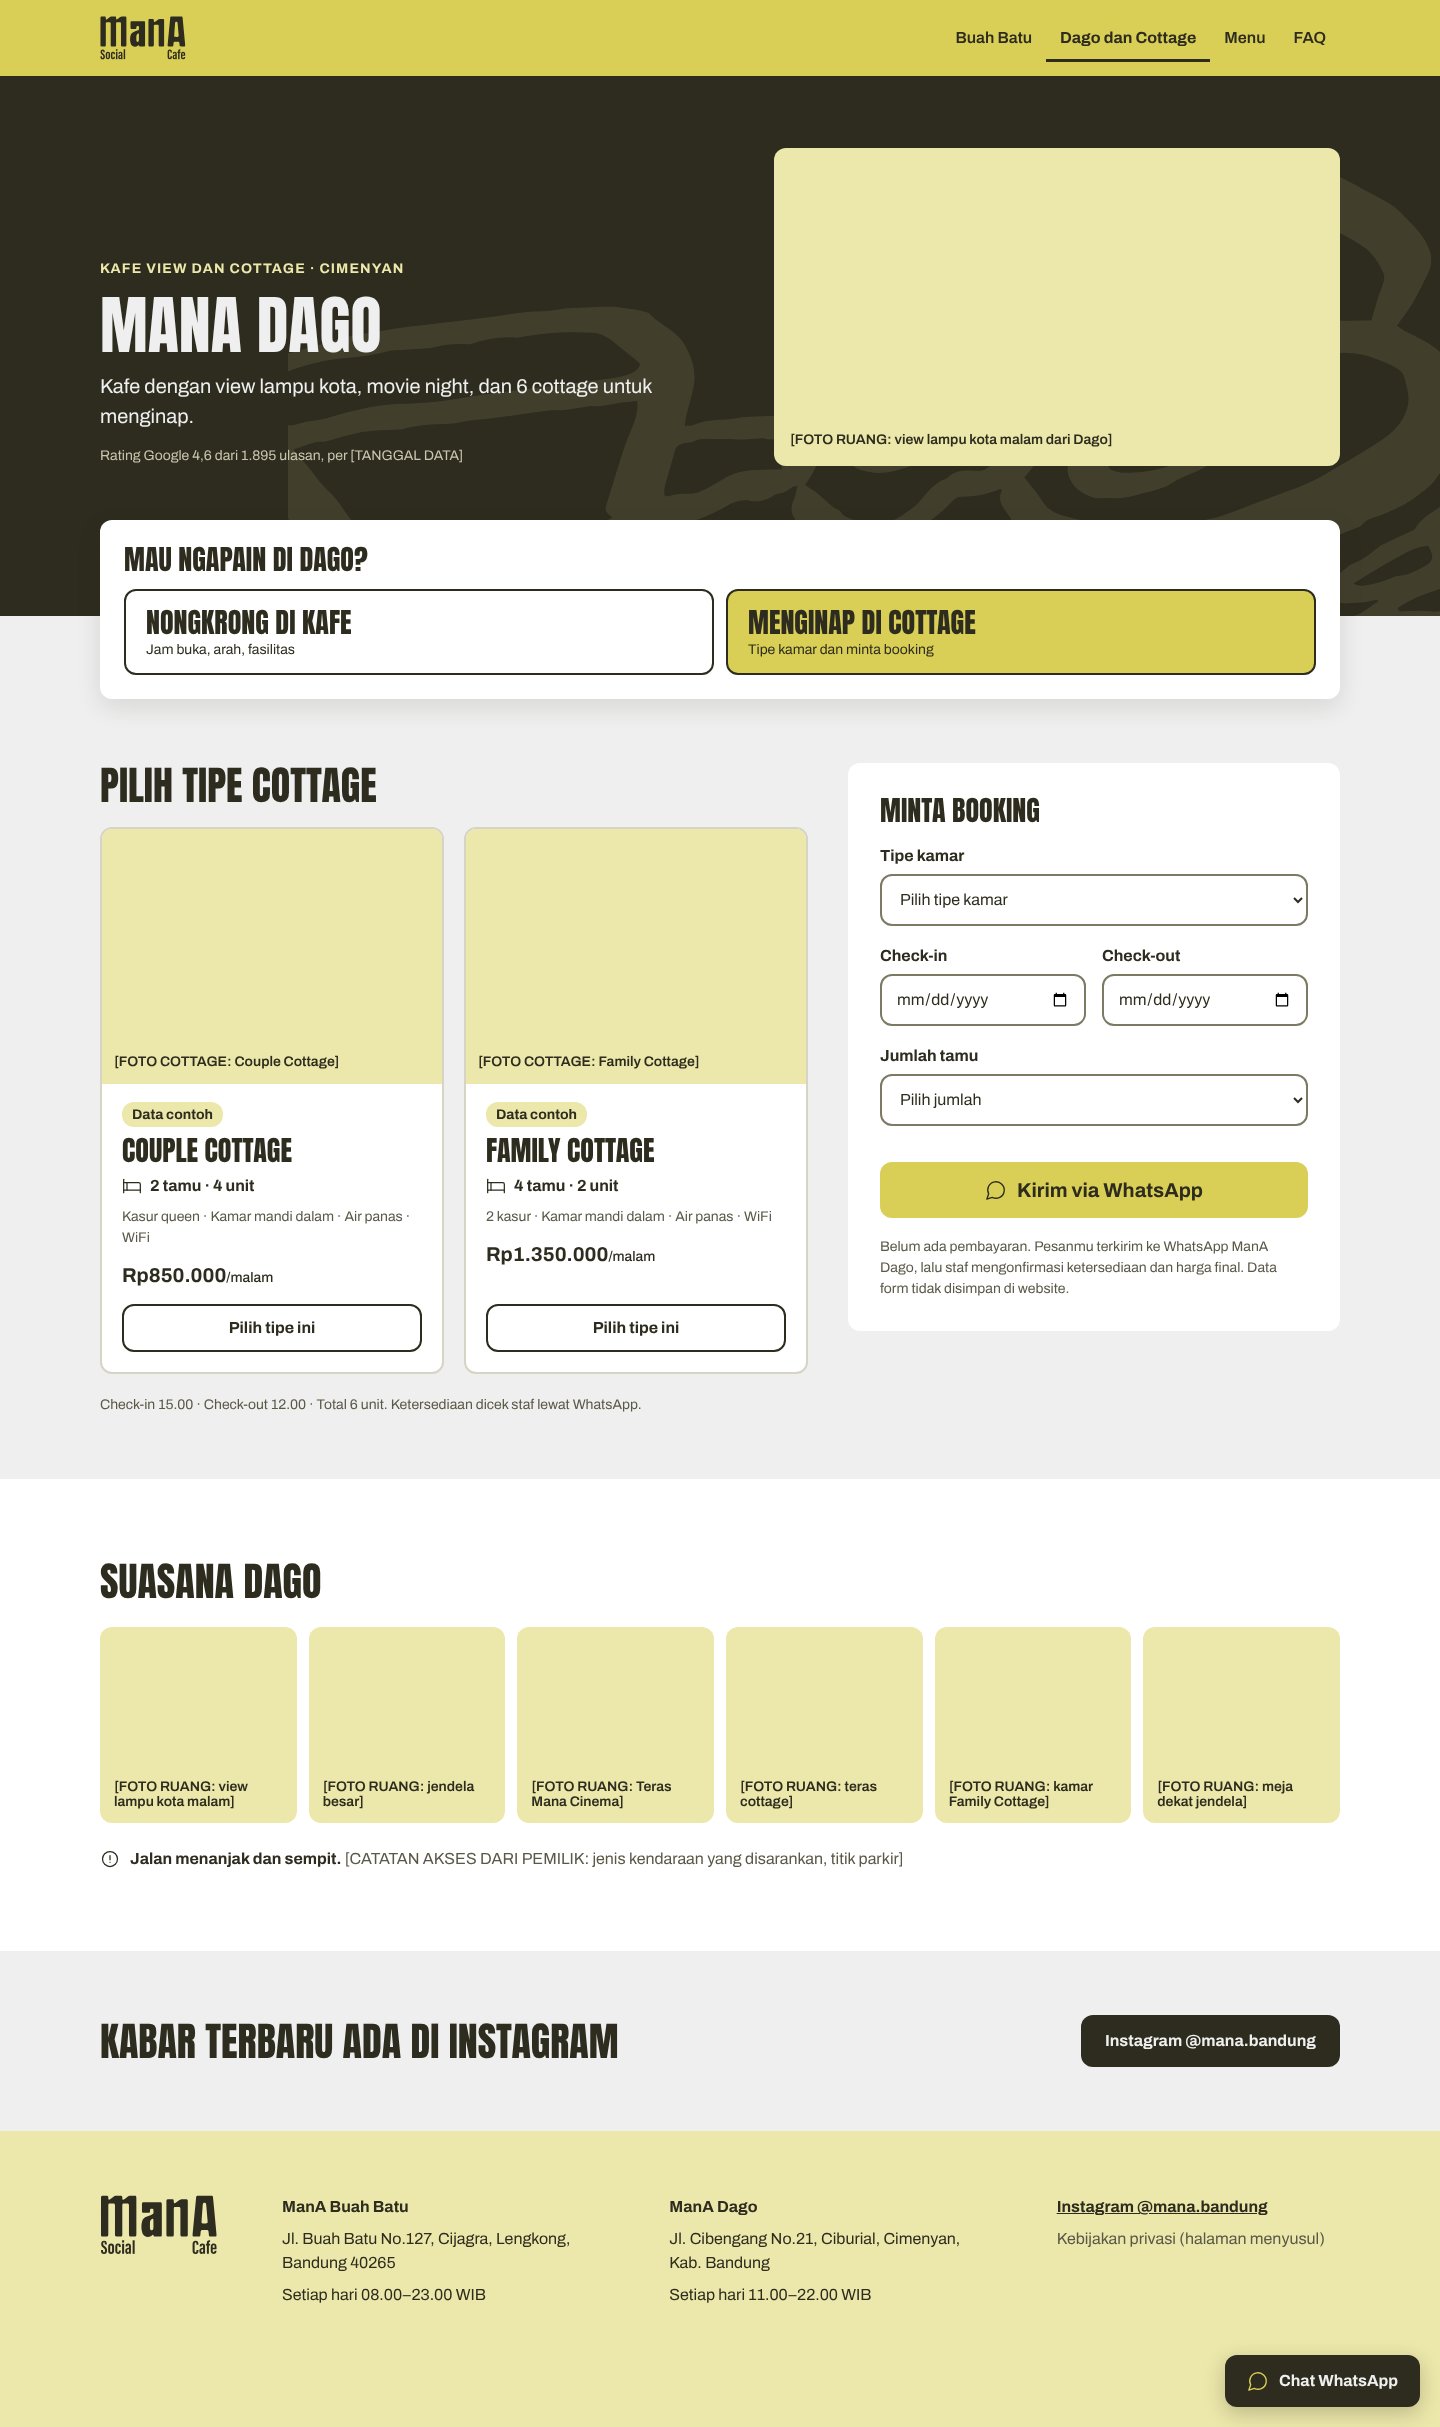 manA
Social Cafe
Buah Batu
Dago dan Cottage
Menu
FAQ
KAFE VIEW DAN COTTAGE · CIMENYAN
MANA DAGO
Kafe dengan view lampu kota, movie night, dan 6 cottage untuk
menginap.
Rating Google 4,6 dari 1.895 ulasan, per [TANGGAL DATA]
[FOTO RUANG: view lampu kota malam dari Dago]
MAU NGAPAIN DI DAGO?
NONGKRONG DI KAFE
Jam buka, arah, fasilitas
MENGINAP DI COTTAGE
Tipe kamar dan minta booking
PILIH TIPE COTTAGE
[FOTO COTTAGE: Couple Cottage]
Data contoh
COUPLE COTTAGE
2 tamu · 4 unit
Kasur queen · Kamar mandi dalam · Air panas ·
WiFi
Rp850.000/malam
Pilih tipe ini
[FOTO COTTAGE: Family Cottage]
Data contoh
FAMILY COTTAGE
4 tamu · 2 unit
2 kasur · Kamar mandi dalam · Air panas · WiFi
Rp1.350.000/malam
Pilih tipe ini
Check-in 15.00 · Check-out 12.00 · Total 6 unit. Ketersediaan dicek staf lewat WhatsApp.
MINTA BOOKING
Tipe kamar
Pilih tipe kamar
Check-in
Check-out
mm/dd/yyyy
mm/dd/yyyy
Jumlah tamu
Pilih jumlah
Kirim via WhatsApp
Belum ada pembayaran. Pesanmu terkirim ke WhatsApp ManA
Dago, lalu staf mengonfirmasi ketersediaan dan harga final. Data
form tidak disimpan di website.
SUASANA DAGO
[FOTO RUANG: view
lampu kota malam]
[FOTO RUANG: jendela
besar]
[FOTO RUANG: Teras
Mana Cinema]
[FOTO RUANG: teras
cottage]
[FOTO RUANG: kamar
Family Cottage]
[FOTO RUANG: meja
dekat jendela]
Jalan menanjak dan sempit. [CATATAN AKSES DARI PEMILIK: jenis kendaraan yang disarankan, titik parkir]
KABAR TERBARU ADA DI INSTAGRAM
Instagram @mana.bandung
manA
Social Cafe
ManA Buah Batu
Jl. Buah Batu No.127, Cijagra, Lengkong,
Bandung 40265
Setiap hari 08.00–23.00 WIB
ManA Dago
Jl. Cibengang No.21, Ciburial, Cimenyan,
Kab. Bandung
Setiap hari 11.00–22.00 WIB
Instagram @mana.bandung
Kebijakan privasi (halaman menyusul)
Chat WhatsApp